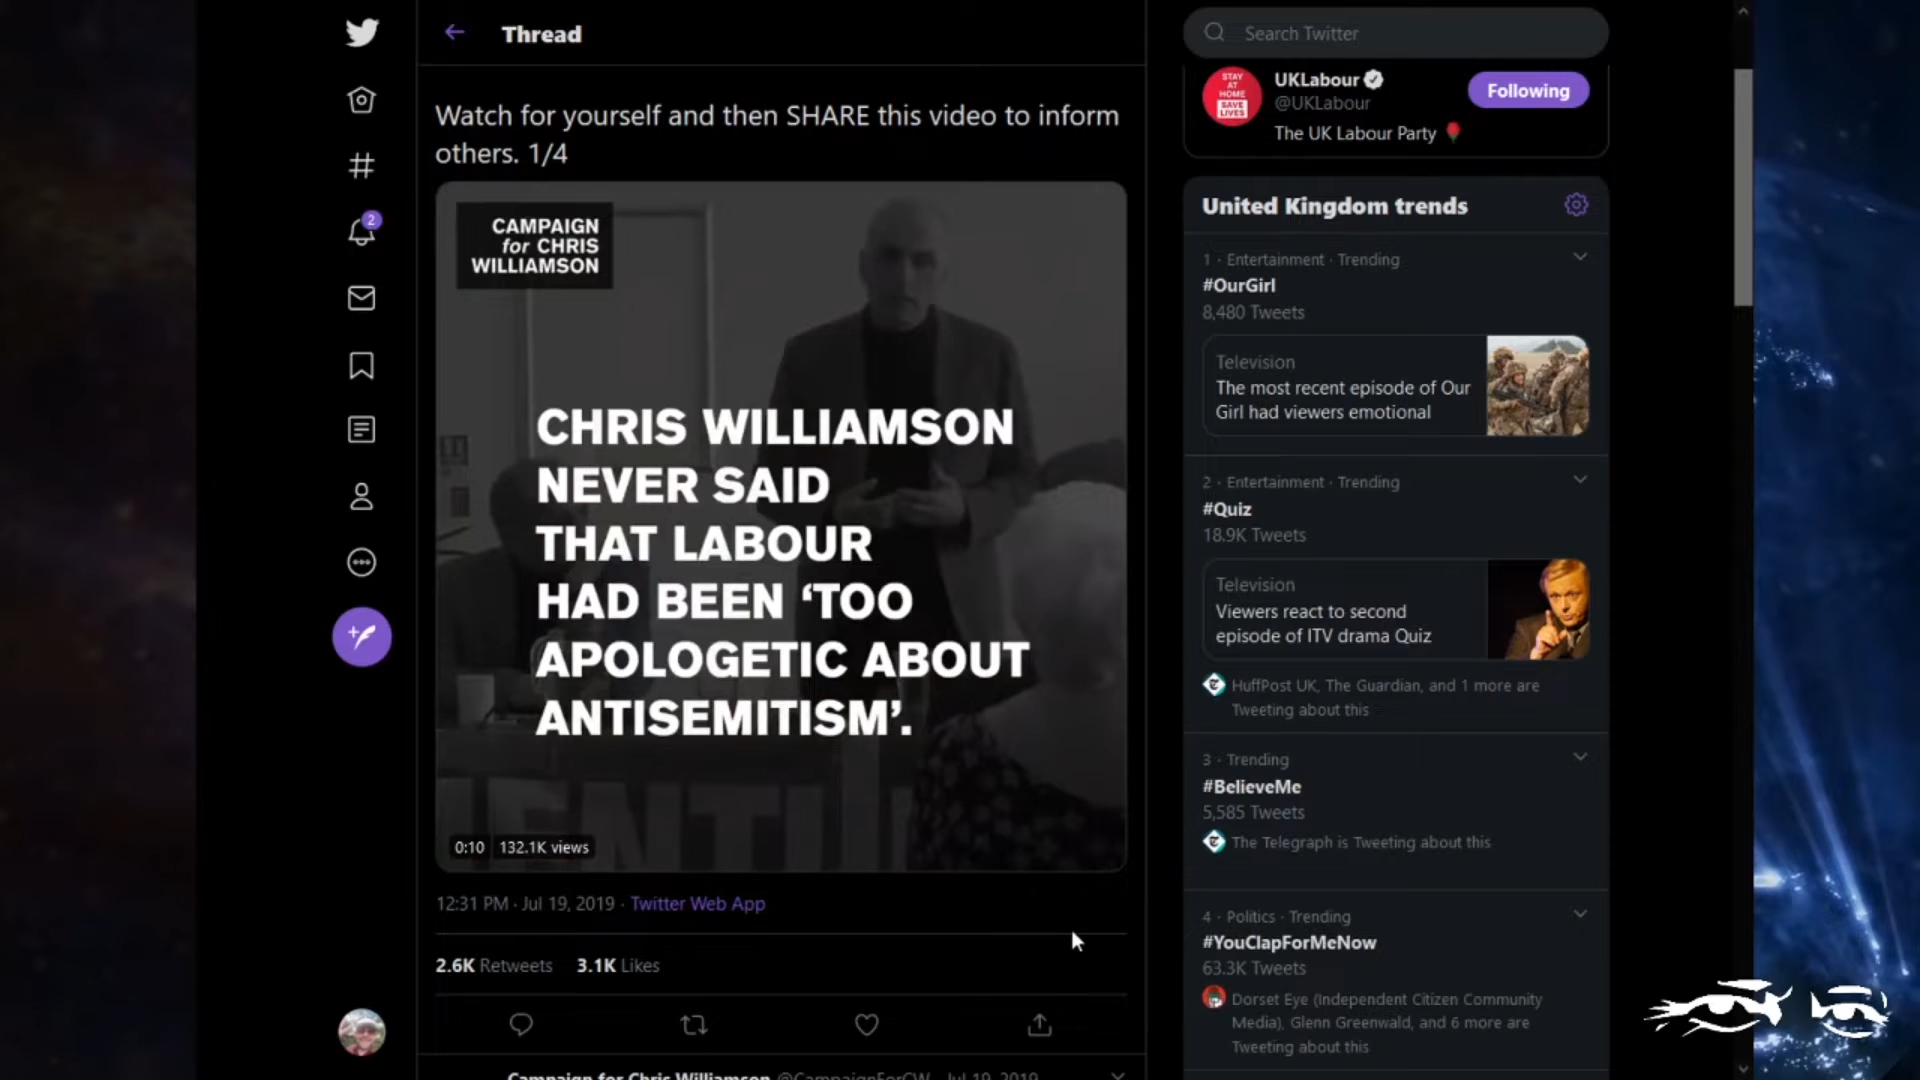 Thread
Watch for yourself and then SHARE this video to inform
others. 1/4
CAMPAIGN
for CHRIS
WILLIAMSON
CHRIS WILLIAMSON
NEVER SAID
THAT LABOUR
HAD BEEN ‘TOO
APOLOGETIC ABOUT
ANTISEMITISM’.
0:10 132.1K views
12:31 PM · Jul 19, 2019 · Twitter Web App
2.6K Retweets 3.1K Likes
Campaign for Chris Williamson @CampaignForCW · Jul 19, 2019
2
Search Twitter
STAY
AT
HOME
SAVE
LIVES
UKLabour
@UKLabour
The UK Labour Party
Following
United Kingdom trends
1 · Entertainment · Trending
#OurGirl
8,480 Tweets
Television
The most recent episode of Our
Girl had viewers emotional
2 · Entertainment · Trending
#Quiz
18.9K Tweets
Television
Viewers react to second
episode of ITV drama Quiz
HuffPost UK, The Guardian, and 1 more are
Tweeting about this
3 · Trending
#BelieveMe
5,585 Tweets
The Telegraph is Tweeting about this
4 · Politics · Trending
#YouClapForMeNow
63.3K Tweets
Dorset Eye (Independent Citizen Community
Media), Glenn Greenwald, and 6 more are
Tweeting about this